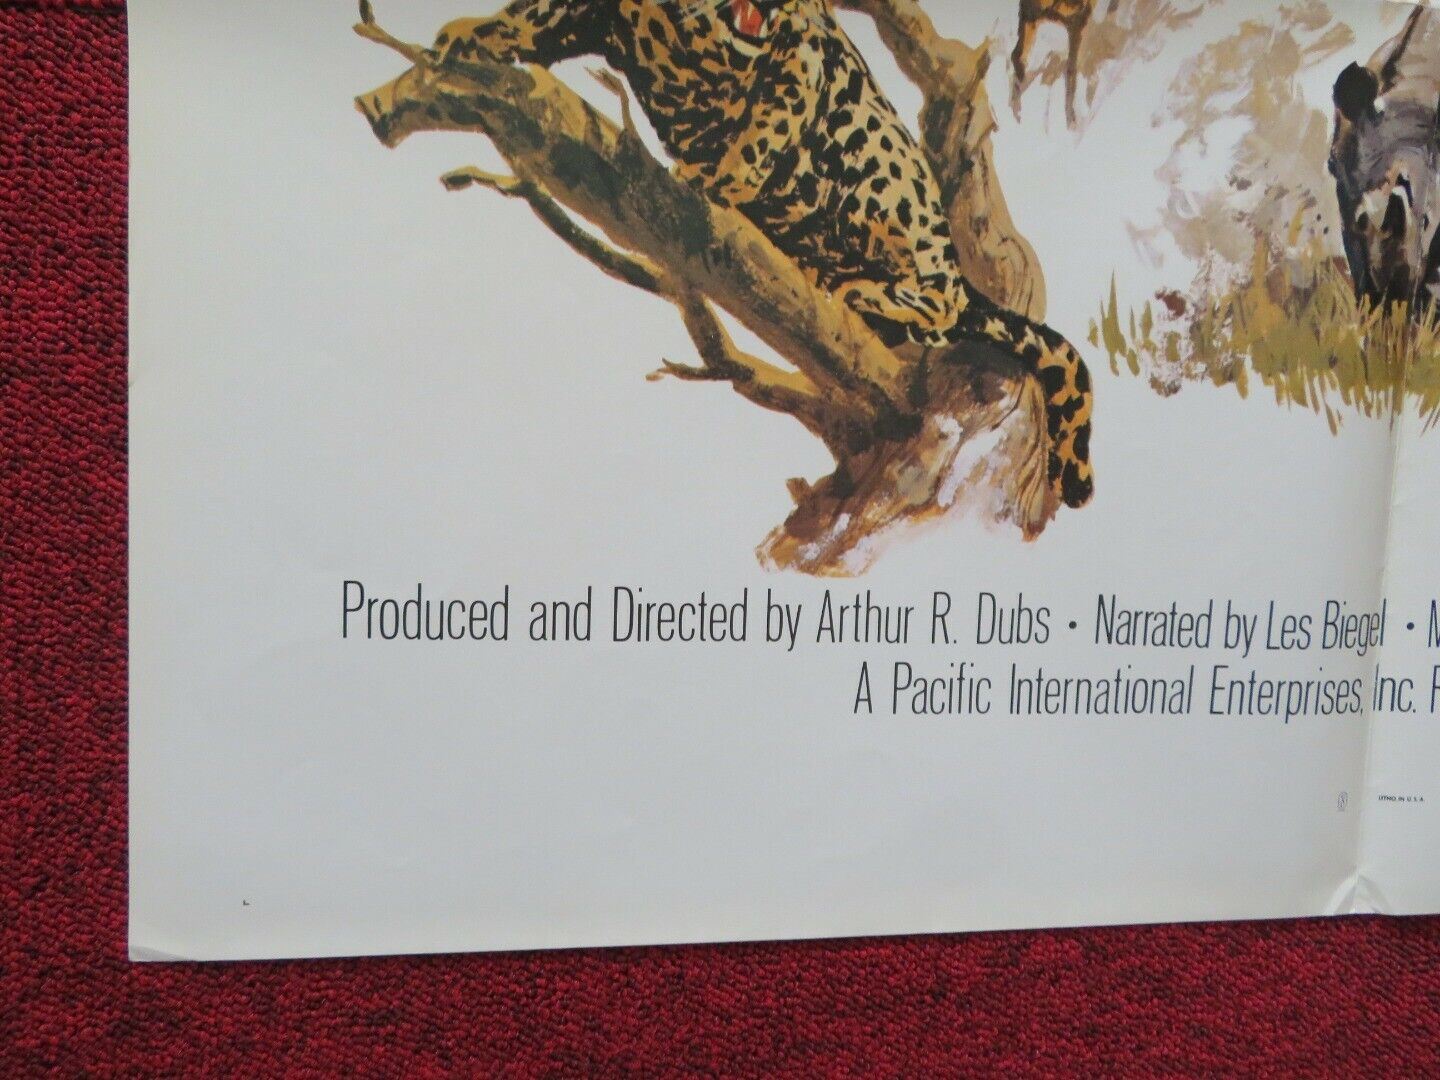 Produced and Directed by Arthur R. Dubs • Narrated by Les Biegel •
A Pacific International Enterprises, Inc.
LITHO. IN U.S.A.